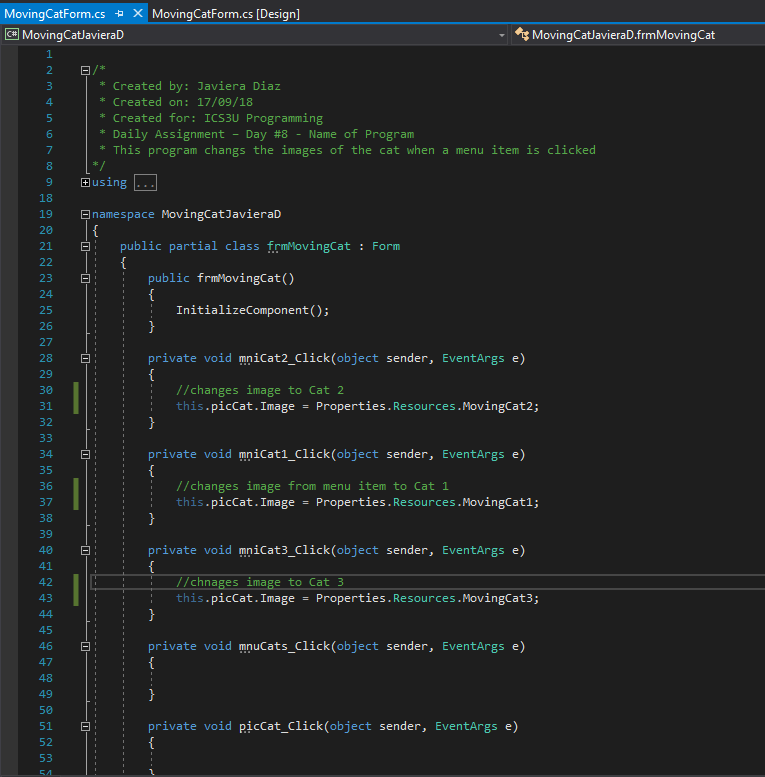 MovingCatForm.cs MovingCatForm.cs [Design]
C# MovingCatJavieraD MovingCatJavieraD.frmMovingCat
1
2 /*
3 * Created by: Javiera Diaz
4 * Created on: 17/09/18
5 * Created for: ICS3U Programming
6 * Daily Assignment – Day #8 - Name of Program
7 * This program changes the images of the cat when a menu item is clicked
8 */
9 using ...
18
19 namespace MovingCatJavieraD
20 {
21 public partial class frmMovingCat : Form
22 {
23 public frmMovingCat()
24 {
25 InitializeComponent();
26 }
27
28 private void mniCat2_Click(object sender, EventArgs e)
29 {
30 //changes image to Cat 2
31 this.picCat.Image = Properties.Resources.MovingCat2;
32 }
33
34 private void mniCat1_Click(object sender, EventArgs e)
35 {
36 //changes image from menu item to Cat 1
37 this.picCat.Image = Properties.Resources.MovingCat1;
38 }
39
40 private void mniCat3_Click(object sender, EventArgs e)
41 {
42 //chnages image to Cat 3
43 this.picCat.Image = Properties.Resources.MovingCat3;
44 }
45
46 private void mnuCats_Click(object sender, EventArgs e)
47 {
48
49 }
50
51 private void picCat_Click(object sender, EventArgs e)
52 {
53
54 }